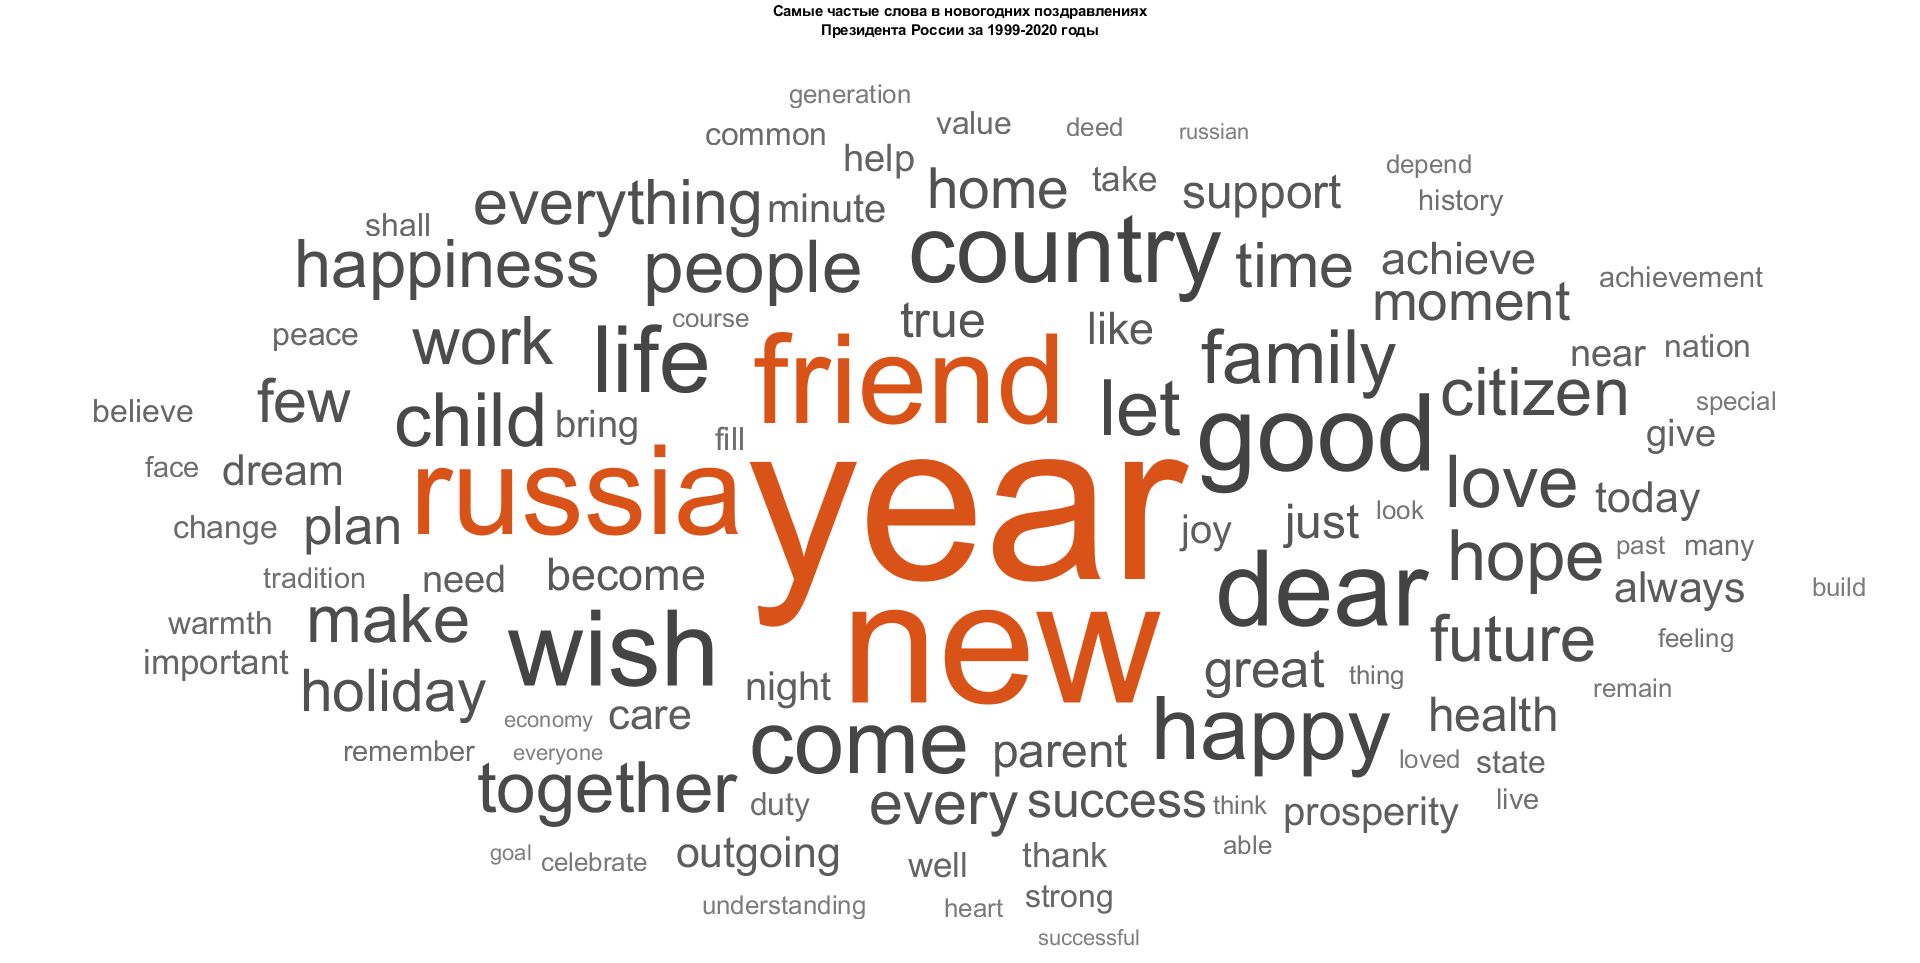 Самые частые слова в новогодних поздравлениях
Президента России за 1999-2020 годы
generation
common
value
deed
russian
help
depend
everything
minute
home
take
support
history
shall
happiness
people
country
time
achieve
achievement
moment
peace
work
life
course
true
like
family
near
nation
believe
few
child
bring
fill
friend
let
good
citizen
special
give
face
dream
russia
year
love
today
change
plan
joy
just
look
tradition
need
become
dear
hope
past
many
always
build
warmth
make
wish
new
future
feeling
important
holiday
night
great
thing
remain
economy
care
happy
health
remember
everyone
come
parent
loved
state
together
duty
every
success
think
prosperity
live
goal
celebrate
outgoing
well
thank
able
understanding
heart
strong
successful